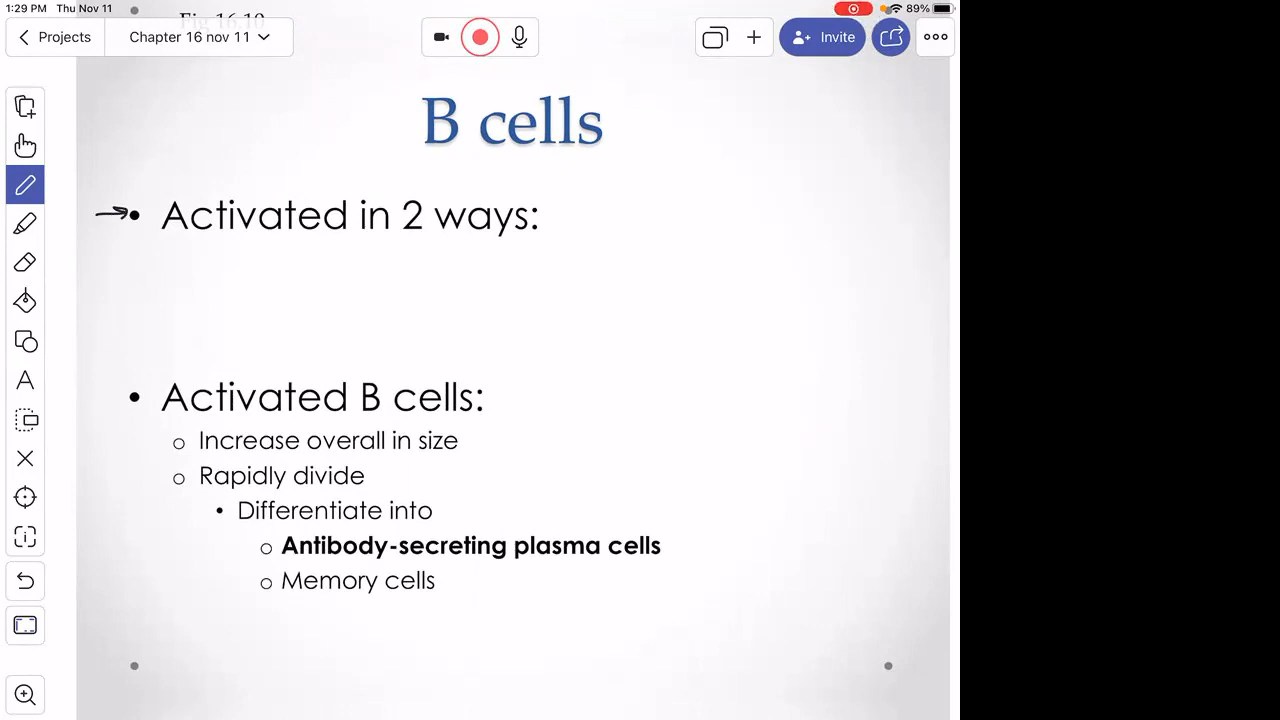 1:29 PM Thu Nov 11
89%
Fig 16.10
Projects
Chapter 16 nov 11
Invite
B cells
• Activated in 2 ways:
• Activated B cells:
o Increase overall in size
o Rapidly divide
• Differentiate into
o Antibody-secreting plasma cells
o Memory cells